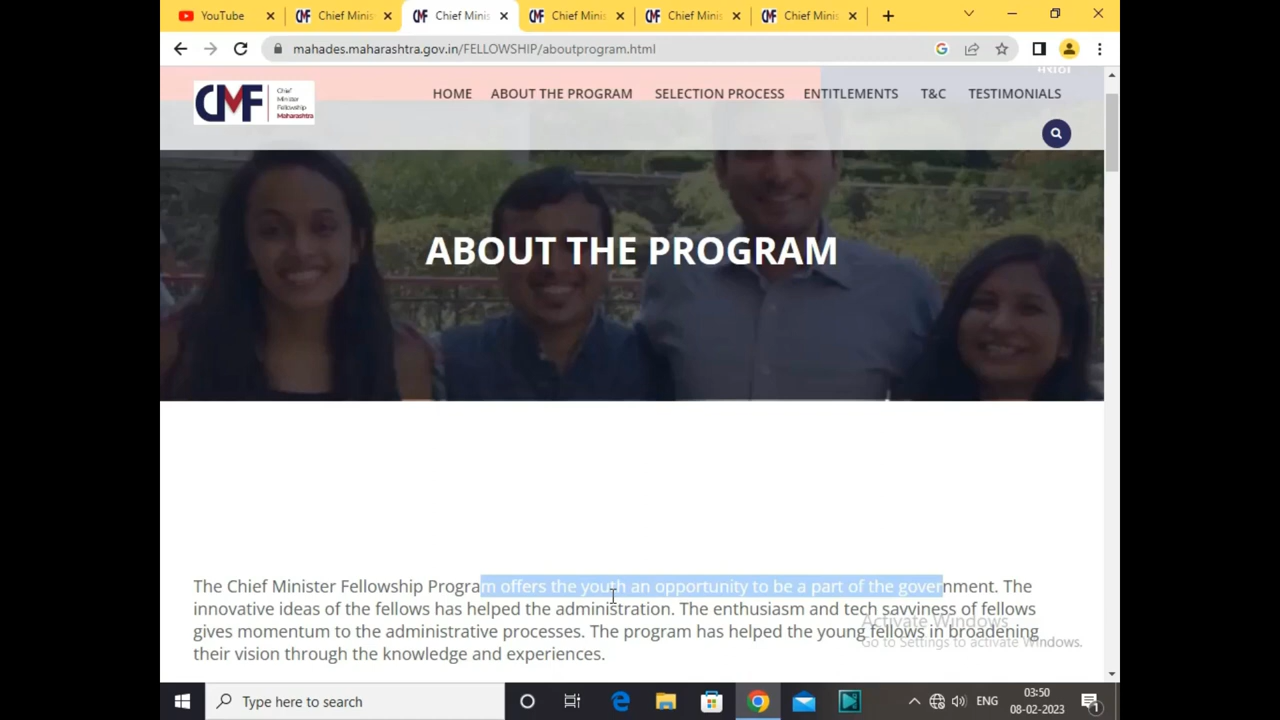 YouTube
Chief Minis
Chief Minis
Chief Minis
Chief Minis
Chief Minis
mahades.maharashtra.gov.in/FELLOWSHIP/aboutprogram.html
CMF
Chief
Minister
Fellowship
Maharashtra
HOME ABOUT THE PROGRAM SELECTION PROCESS ENTITLEMENTS T&C TESTIMONIALS
ABOUT THE PROGRAM
The Chief Minister Fellowship Program offers the youth an opportunity to be a part of the government. The
innovative ideas of the fellows has helped the administration. The enthusiasm and tech savviness of fellows
gives momentum to the administrative processes. The program has helped the young fellows in broadening
their vision through the knowledge and experiences.
Activate Windows
Go to Settings to activate Windows.
Type here to search
ENG
03:50
08-02-2023
1